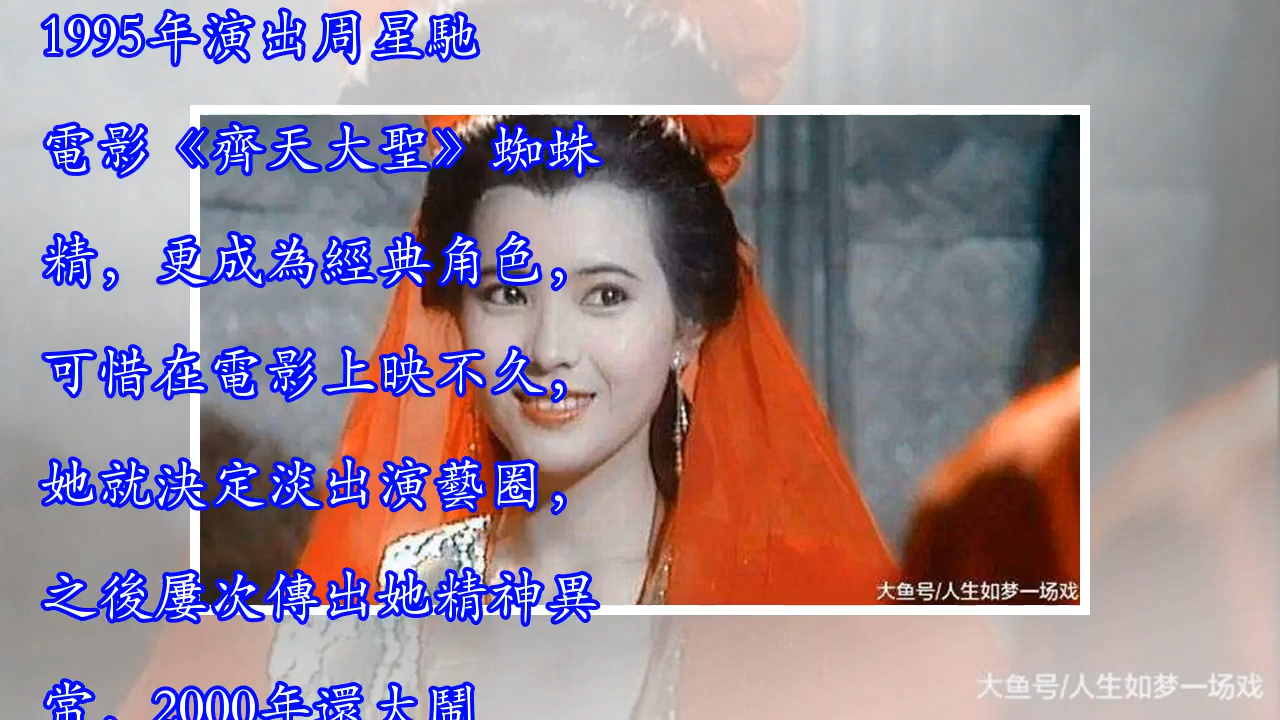 1995年演出周星馳
電影《齊天大聖》蜘蛛
精，更成為經典角色，
可惜在電影上映不久，
她就決定淡出演藝圈，
之後屢次傳出她精神異
常，2000年還大鬧
大鱼号/人生如梦一场戏
大鱼号/人生如梦一场戏